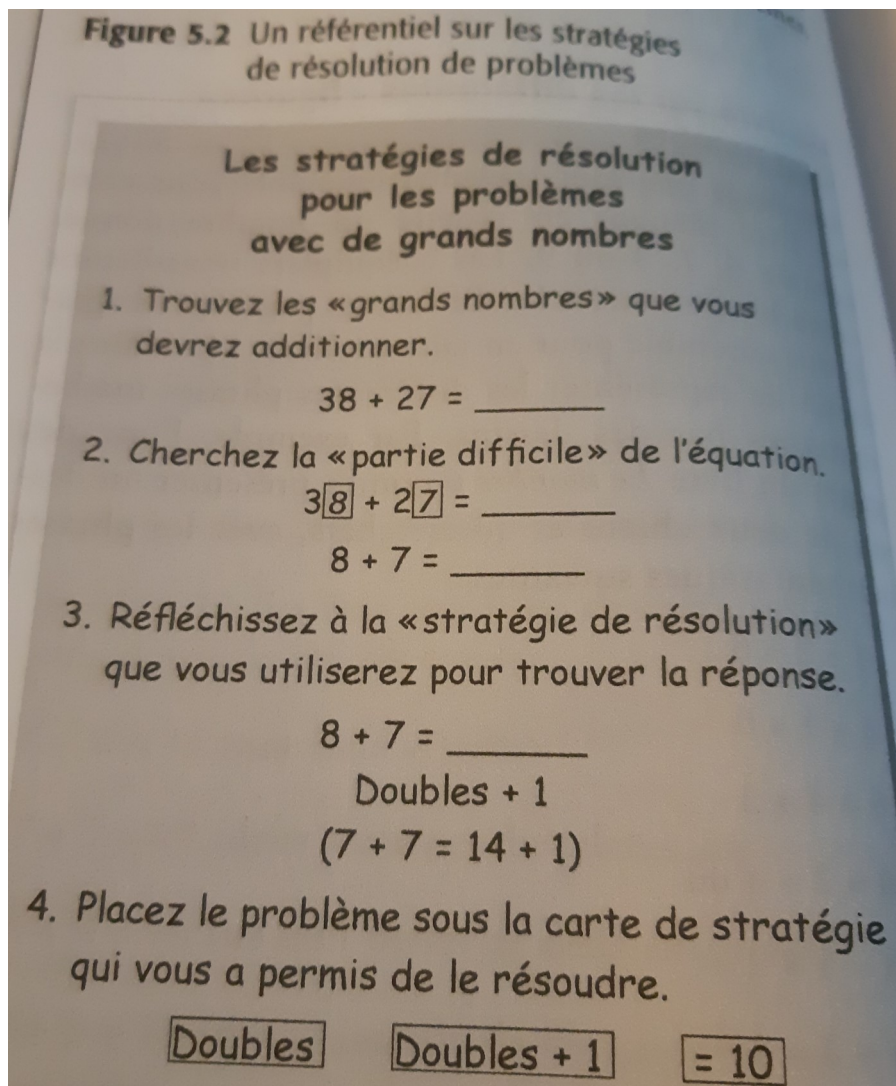 Figure 5.2 Un référentiel sur les stratégies
de résolution de problèmes
Les stratégies de résolution
pour les problèmes
avec de grands nombres
1. Trouvez les «grands nombres» que vous
devrez additionner.
38 + 27 = ________
2. Cherchez la «partie difficile» de l'équation.
38 + 27 = ________
8 + 7 = ________
3. Réfléchissez à la «stratégie de résolution»
que vous utiliserez pour trouver la réponse.
8 + 7 = ________
Doubles + 1
(7 + 7 = 14 + 1)
4. Placez le problème sous la carte de stratégie
qui vous a permis de le résoudre.
Doubles Doubles + 1 = 10